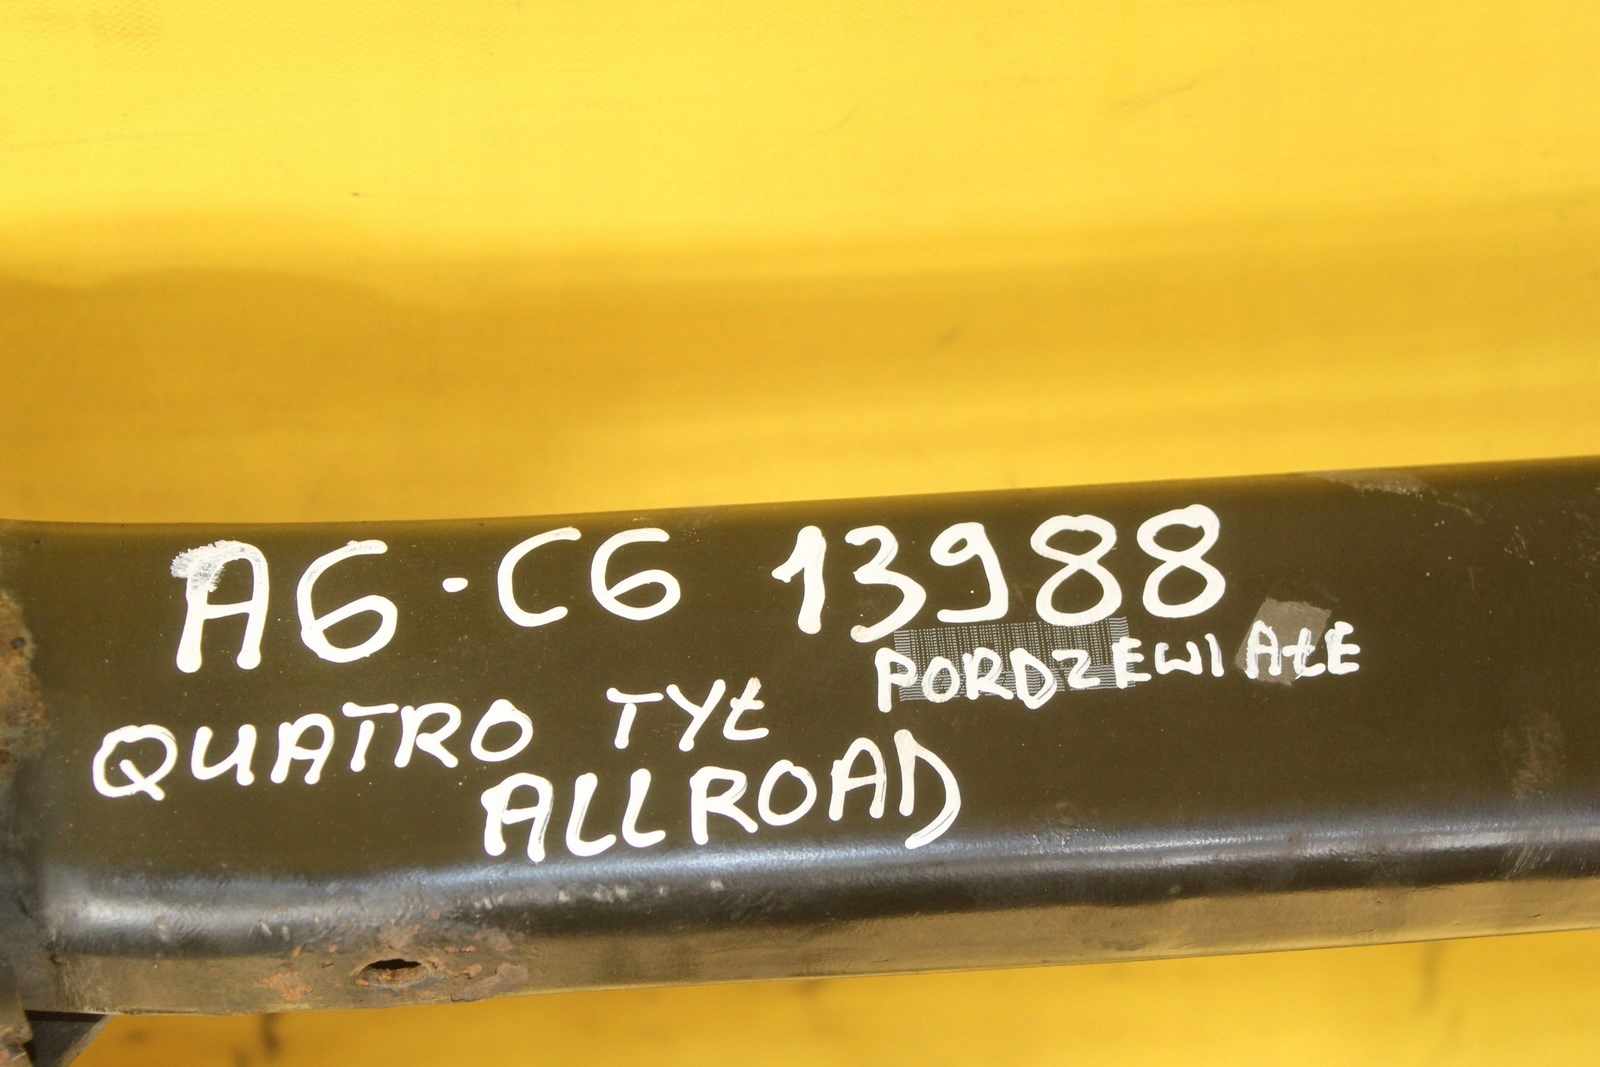 A6-C6 13988
PORDZEWIAŁE
QUATRO TYŁ
ALLROAD